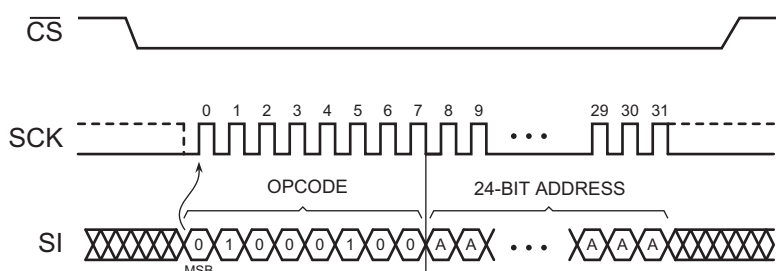 CS
0 1 2 3 4 5 6 7 8 9 29 30 31
SCK • • •
OPCODE 24-BIT ADDRESS
SI 0 1 0 0 0 1 0 0 A A • • • A A A
MSB